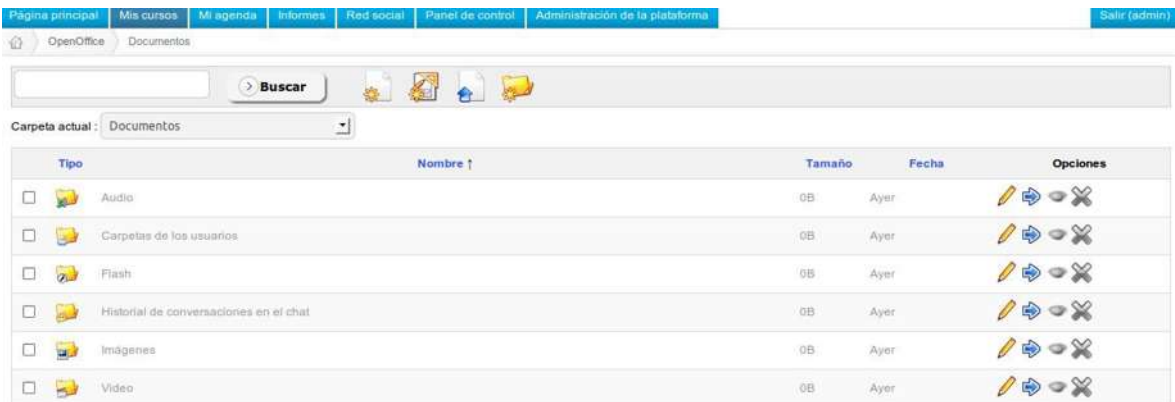 Página principal Mis cursos Mi agenda Informes Red social Panel de control Administración de la plataforma Salir (admin)
OpenOffice Documentos
Buscar
Carpeta actual : Documentos
Tipo Nombre ↑ Tamaño Fecha Opciones
Audio 0B Ayer
Carpetas de los usuarios 0B Ayer
Flash 0B Ayer
Historial de conversaciones en el chat 0B Ayer
Imágenes 0B Ayer
Video 0B Ayer